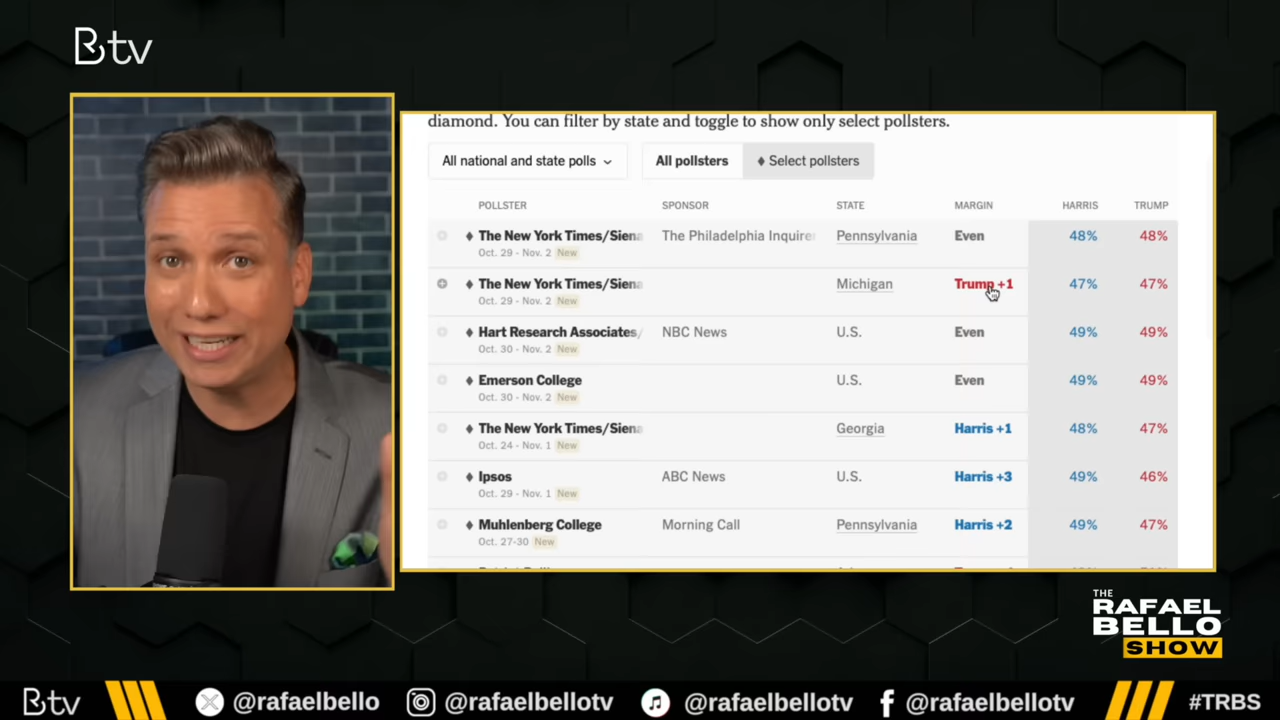 Btv
diamond. You can filter by state and toggle to show only select pollsters.
All national and state polls
All pollsters
Select pollsters
POLLSTER SPONSOR STATE MARGIN HARRIS TRUMP
The New York Times/Siena The Philadelphia Inquirer Pennsylvania Even 48% 48%
Oct. 29 - Nov. 2 New
The New York Times/Siena Michigan Trump +1 47% 47%
Oct. 29 - Nov. 2 New
Hart Research Associates/ NBC News U.S. Even 49% 49%
Oct. 30 - Nov. 2 New
Emerson College U.S. Even 49% 49%
Oct. 30 - Nov. 2 New
The New York Times/Siena Georgia Harris +1 48% 47%
Oct. 24 - Nov. 1 New
Ipsos ABC News U.S. Harris +3 49% 46%
Oct. 29 - Nov. 1 New
Muhlenberg College Morning Call Pennsylvania Harris +2 49% 47%
Oct. 27-30 New
THE
RAFAEL
BELLO
SHOW
Btv @rafaelbello @rafaelbellotv @rafaelbellotv @rafaelbellotv #TRBS